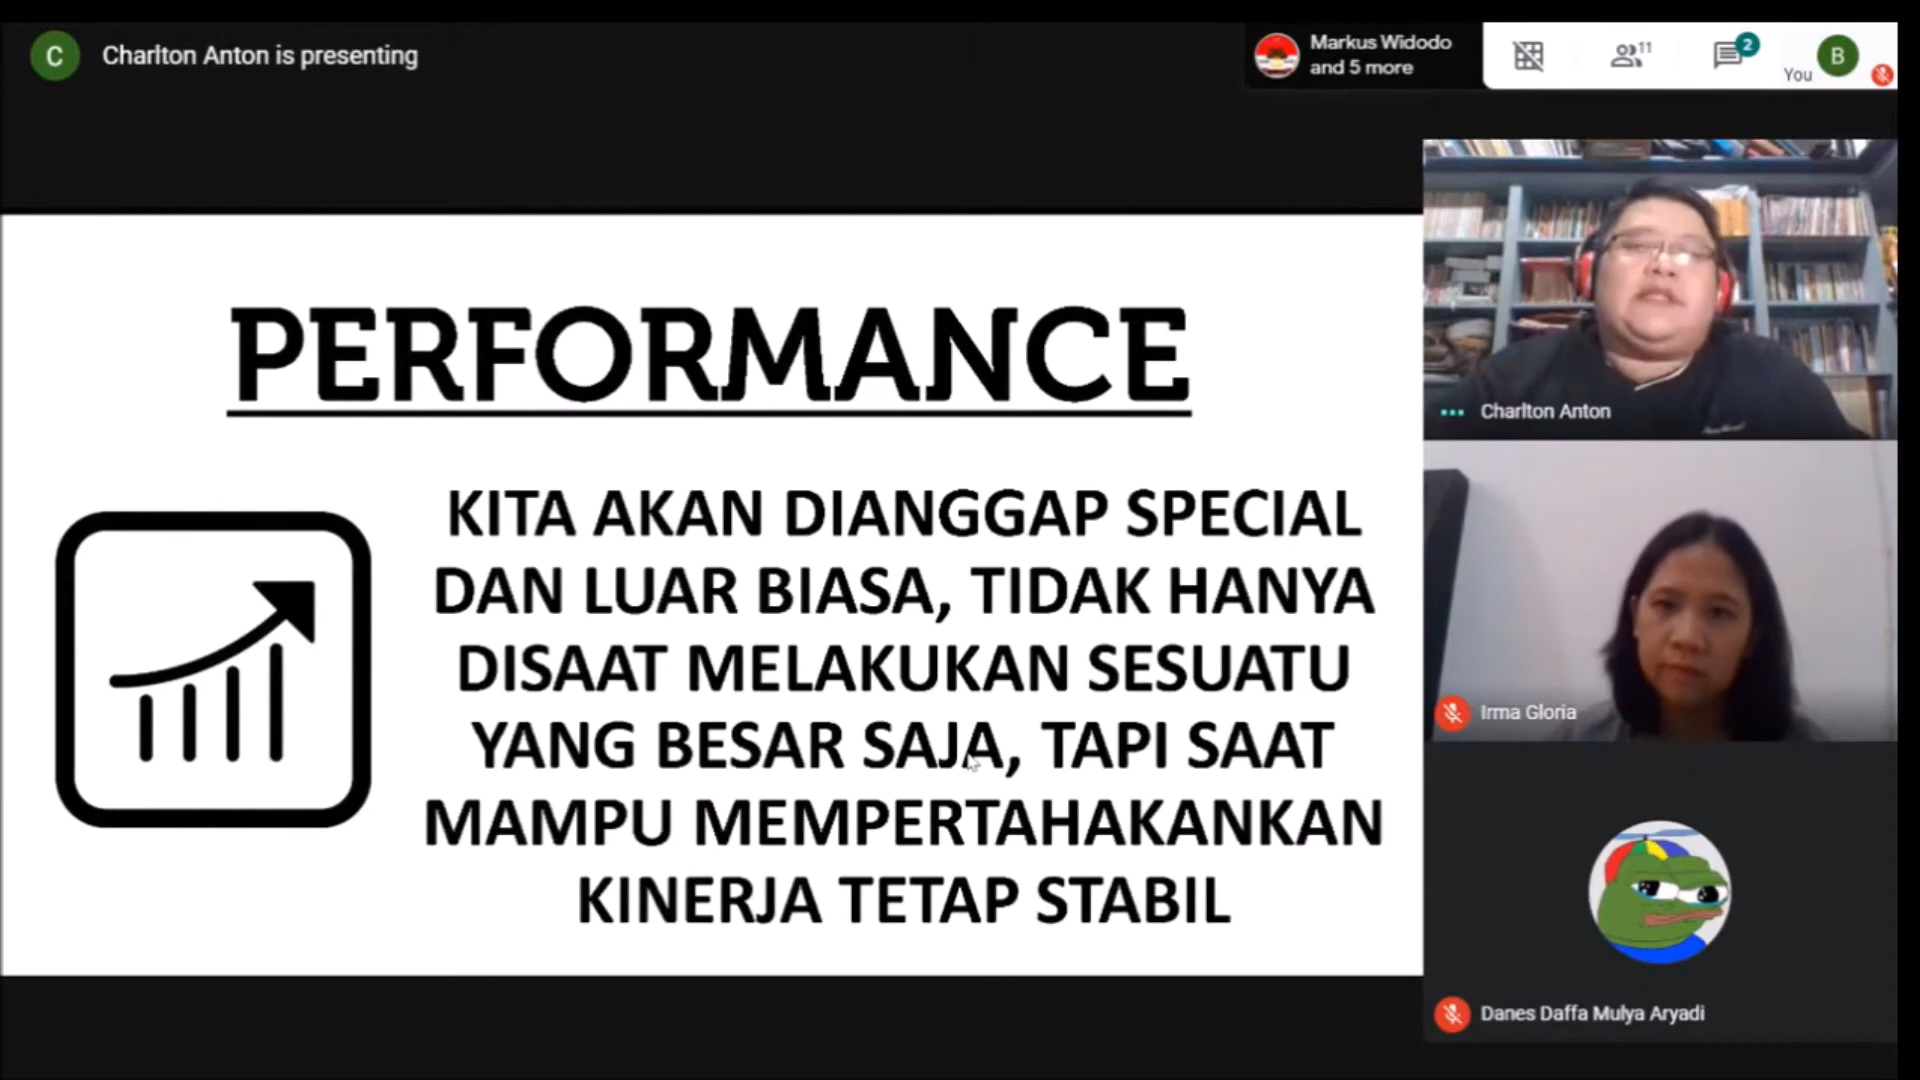 C
Charlton Anton is presenting
Markus Widodo
and 5 more
11
2
You
B
PERFORMANCE
KITA AKAN DIANGGAP SPECIAL
DAN LUAR BIASA, TIDAK HANYA
DISAAT MELAKUKAN SESUATU
YANG BESAR SAJA, TAPI SAAT
MAMPU MEMPERTAHAKANKAN
KINERJA TETAP STABIL
Charlton Anton
Irma Gloria
Danes Daffa Mulya Aryadi